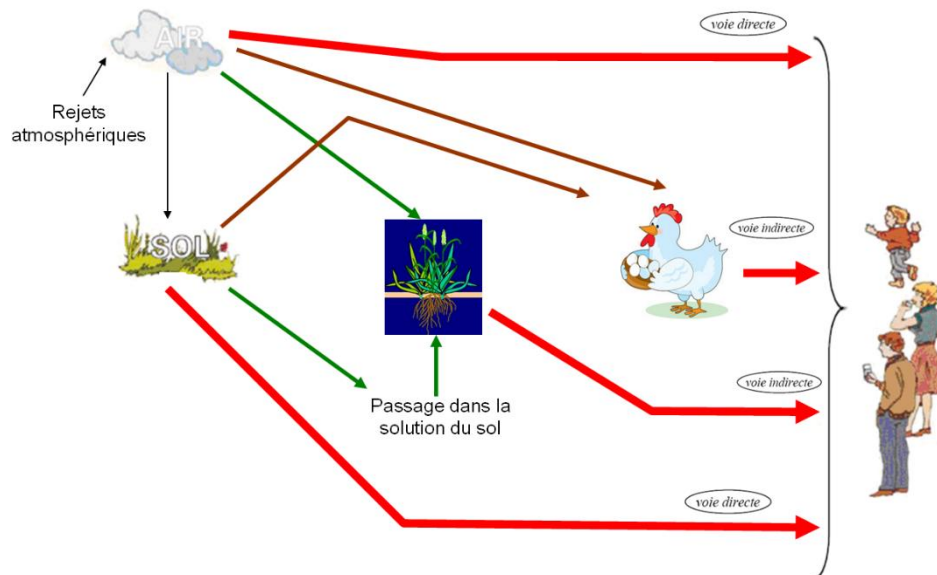 voie directe
AIR
Rejets
atmosphériques
SOL
voie indirecte
voie indirecte
Passage dans la
solution du sol
voie directe